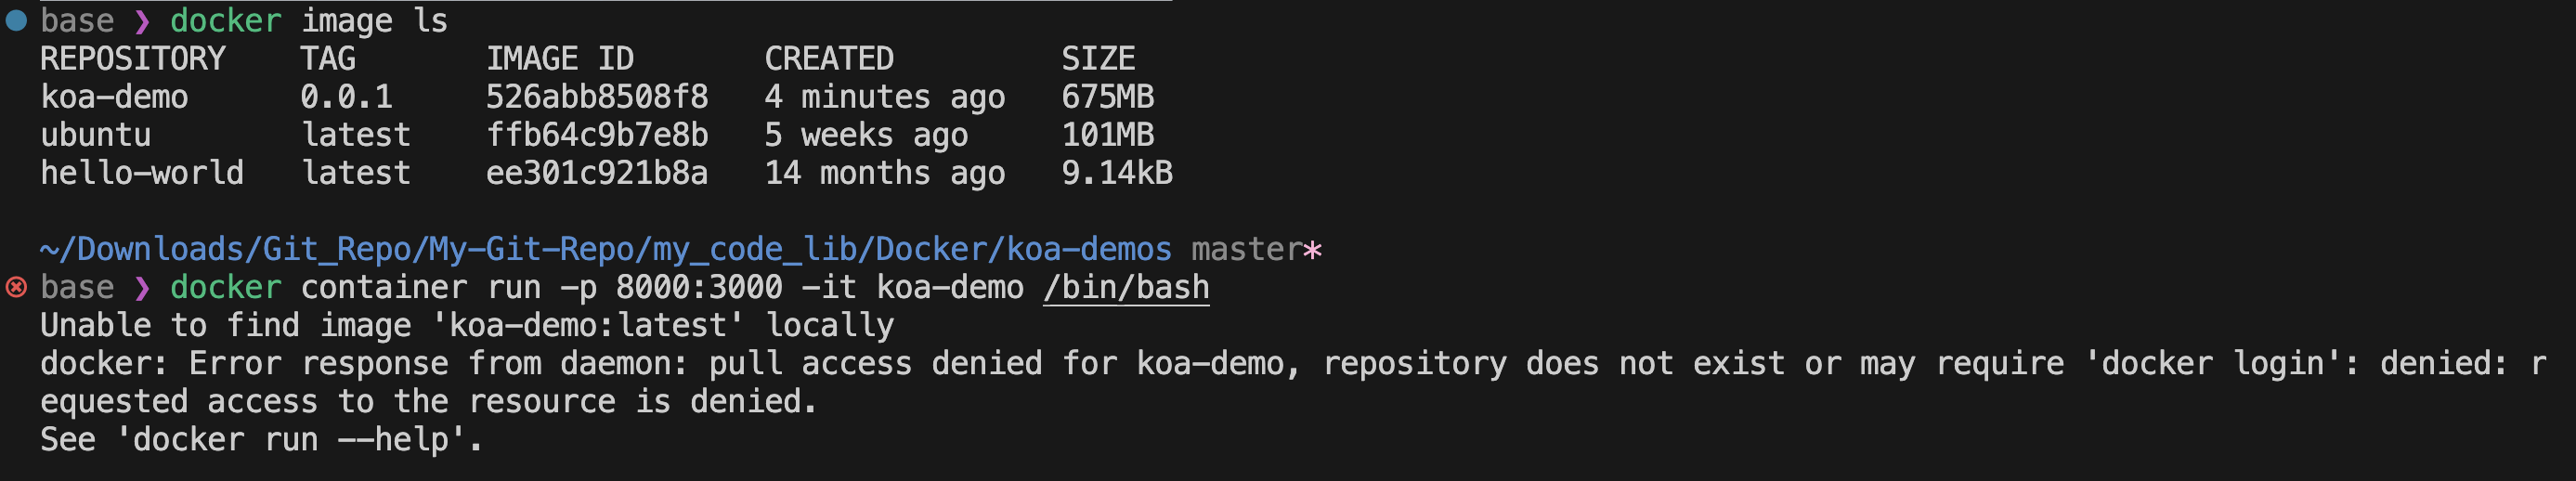 base ❯ docker image ls
REPOSITORY TAG IMAGE ID CREATED SIZE
koa-demo 0.0.1 526abb8508f8 4 minutes ago 675MB
ubuntu latest ffb64c9b7e8b 5 weeks ago 101MB
hello-world latest ee301c921b8a 14 months ago 9.14kB
~/Downloads/Git_Repo/My-Git-Repo/my_code_lib/Docker/koa-demos master*
base ❯ docker container run -p 8000:3000 -it koa-demo /bin/bash
Unable to find image 'koa-demo:latest' locally
docker: Error response from daemon: pull access denied for koa-demo, repository does not exist or may require 'docker login': denied: r
equested access to the resource is denied.
See 'docker run --help'.